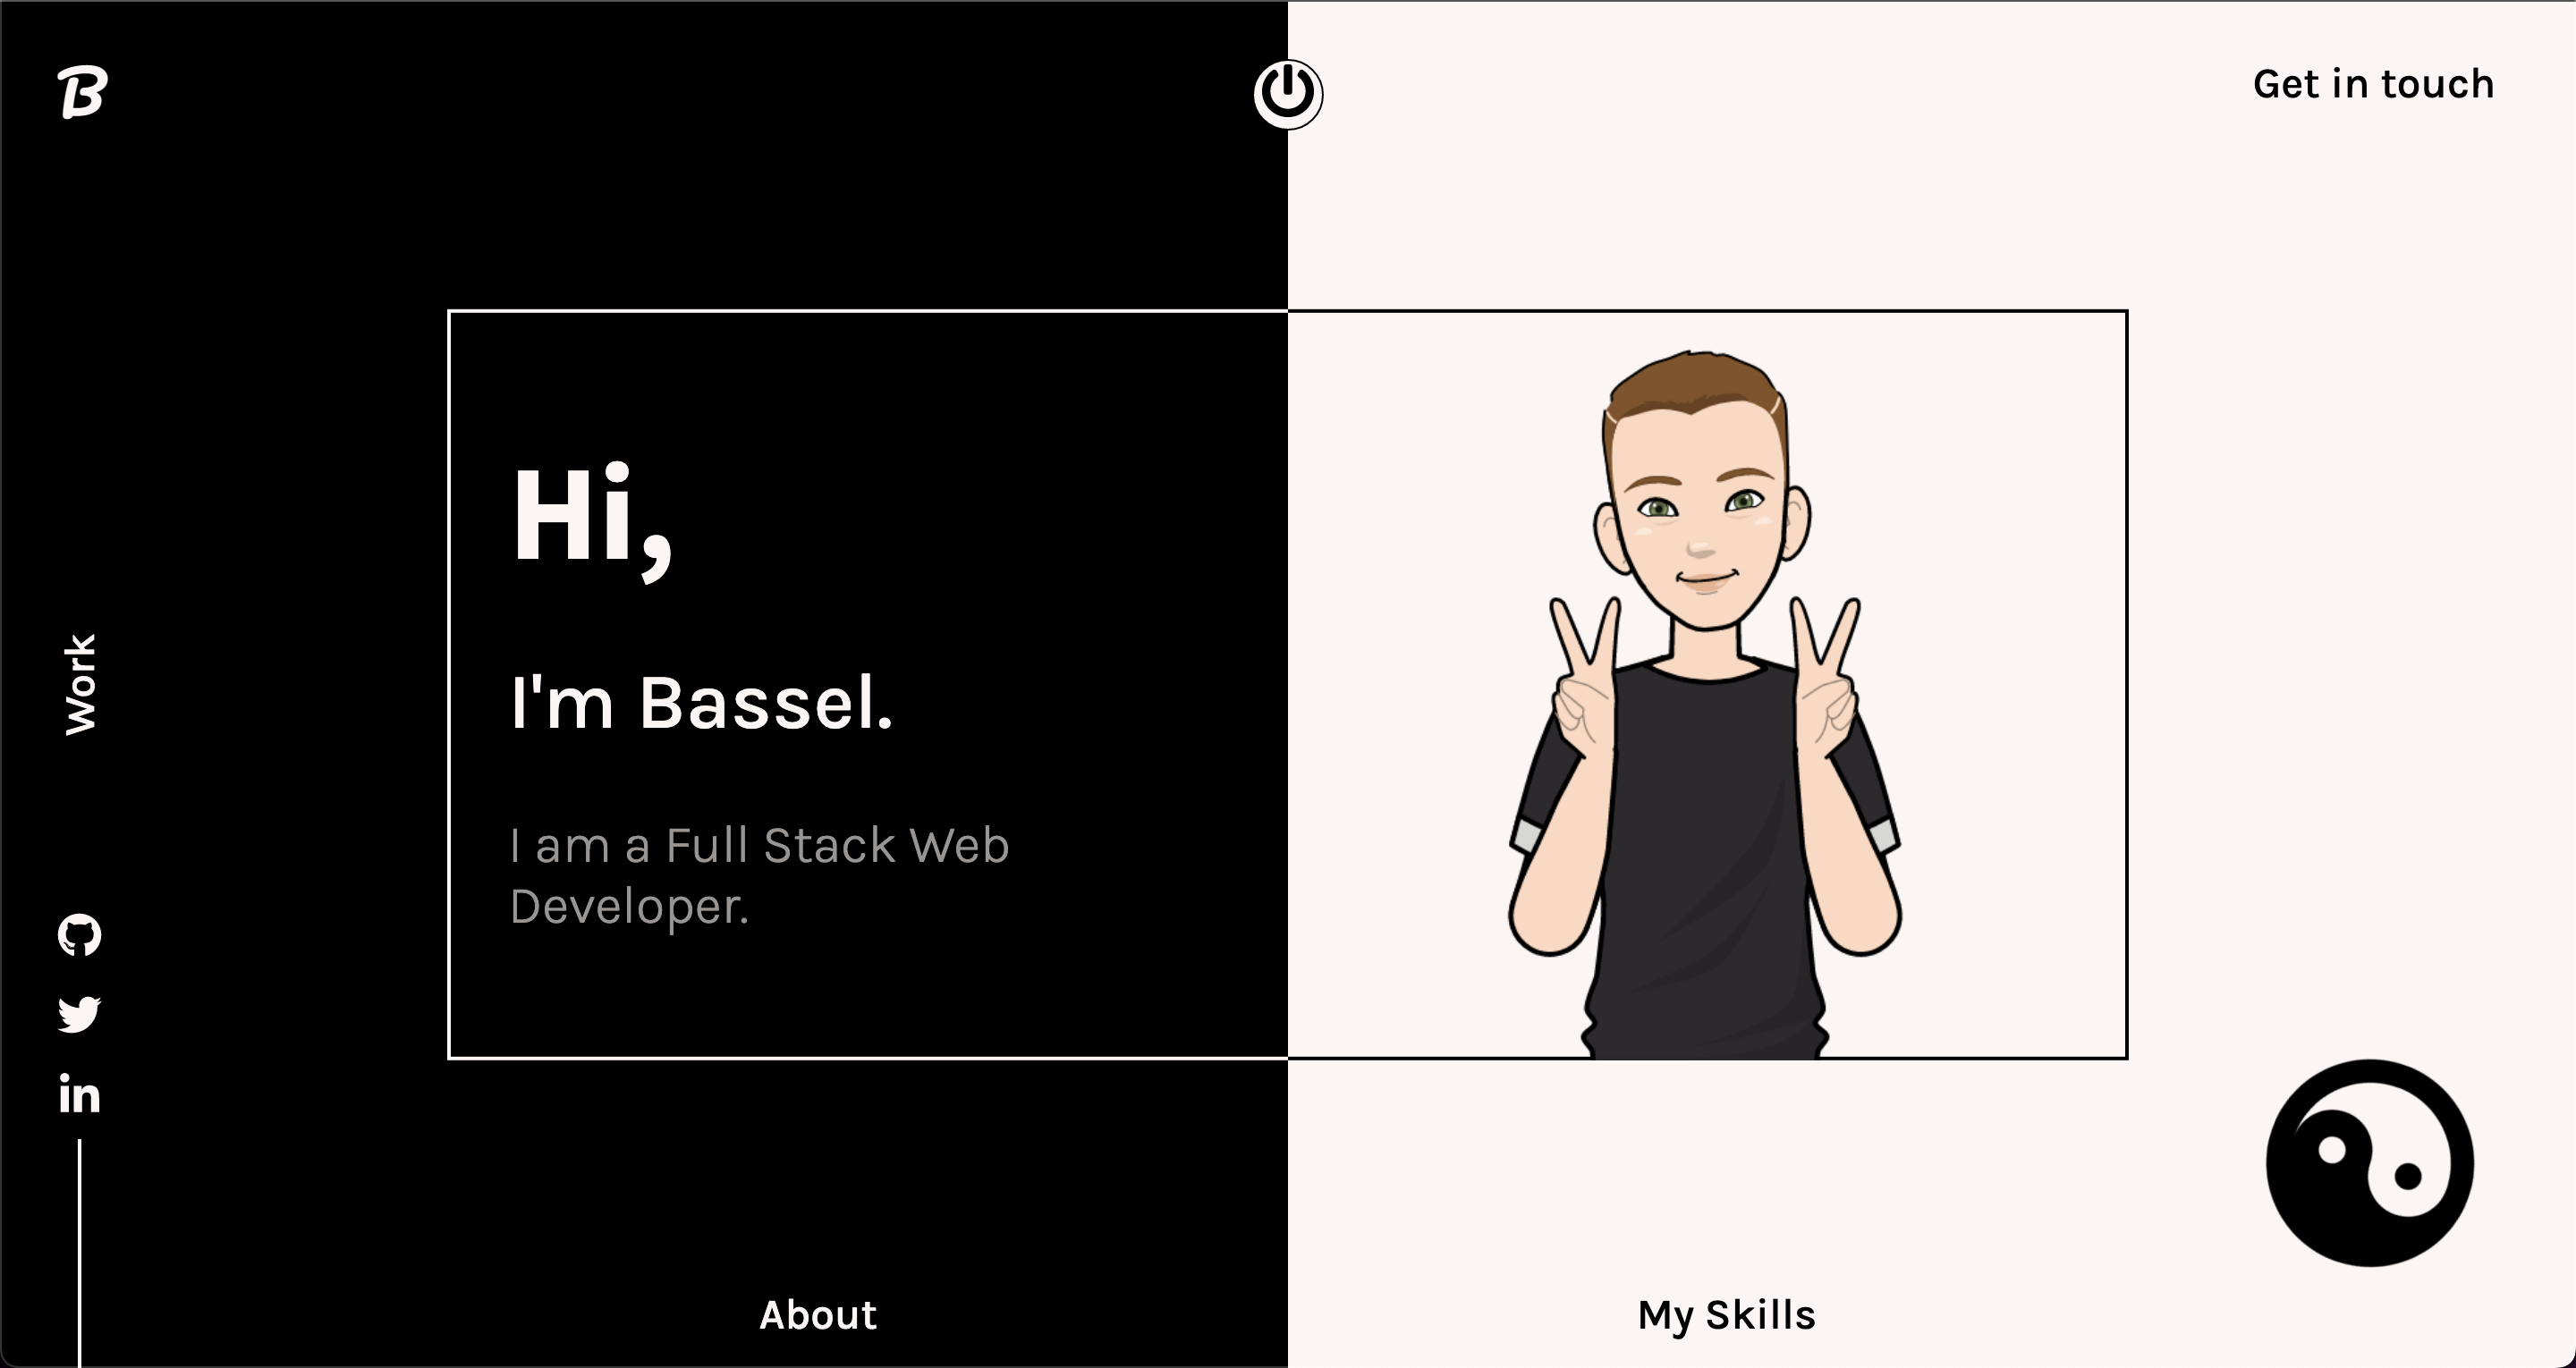 B
Get in touch
Hi,
I'm Bassel.
I am a Full Stack Web
Developer.
Work
in
About
My Skills